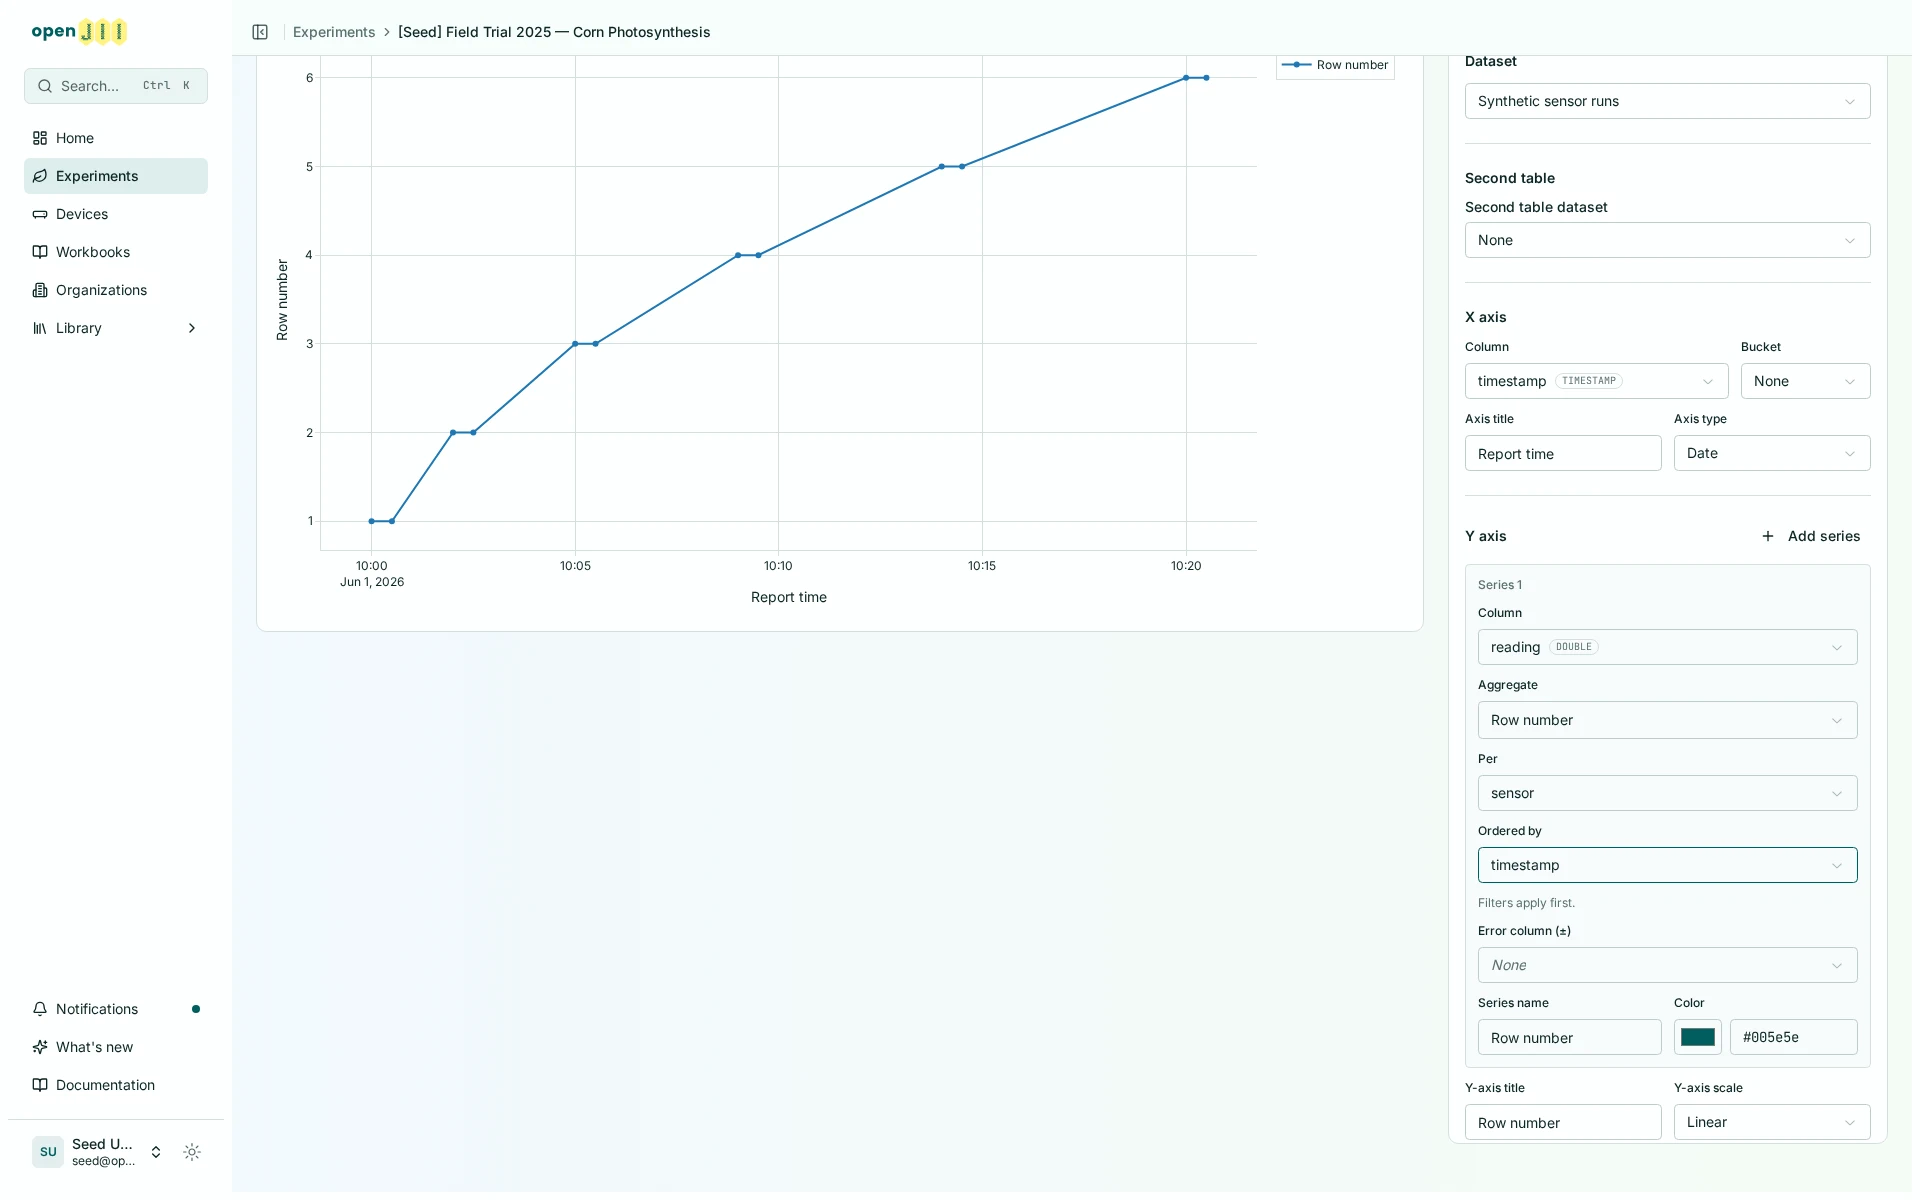 open JII
Search... Ctrl K
Home
Experiments
Devices
Workbooks
Organizations
Library
Notifications
What's new
Documentation
SU
Seed U...
seed@op...
Experiments > [Seed] Field Trial 2025 — Corn Photosynthesis
6
5
4
3
2
1
Row number
10:00
Jun 1, 2026
10:05
10:10
10:15
10:20
Report time
Row number
Dataset
Synthetic sensor runs
Second table
Second table dataset
None
X axis
Column
Bucket
timestamp TIMESTAMP
None
Axis title
Axis type
Report time
Date
Y axis
+ Add series
Series 1
Column
reading DOUBLE
Aggregate
Row number
Per
sensor
Ordered by
timestamp
Filters apply first.
Error column (±)
None
Series name
Color
Row number
#005e5e
Y-axis title
Y-axis scale
Row number
Linear